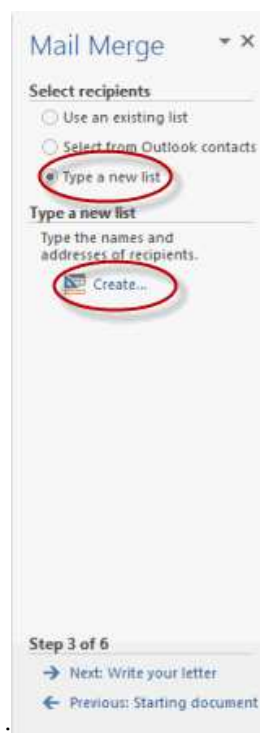 Mail Merge
Select recipients
Use an existing list
Select from Outlook contacts
Type a new list
Type a new list
Type the names and
addresses of recipients.
Create...
Step 3 of 6
Next: Write your letter
Previous: Starting document
.